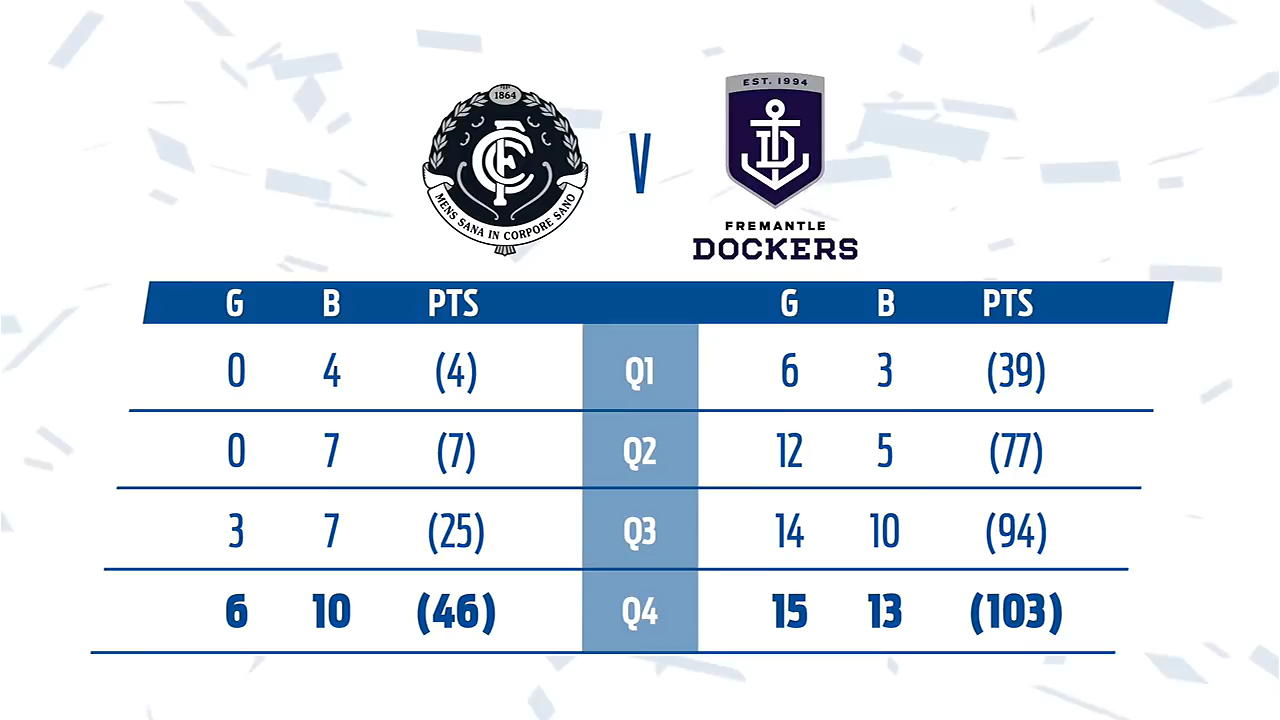 1864
MENS SANA IN CORPORE SANO
V
EST. 1994
FREMANTLE
DOCKERS
G B PTS G B PTS
0 4 (4) Q1 6 3 (39)
0 7 (7) Q2 12 5 (77)
3 7 (25) Q3 14 10 (94)
6 10 (46) Q4 15 13 (103)